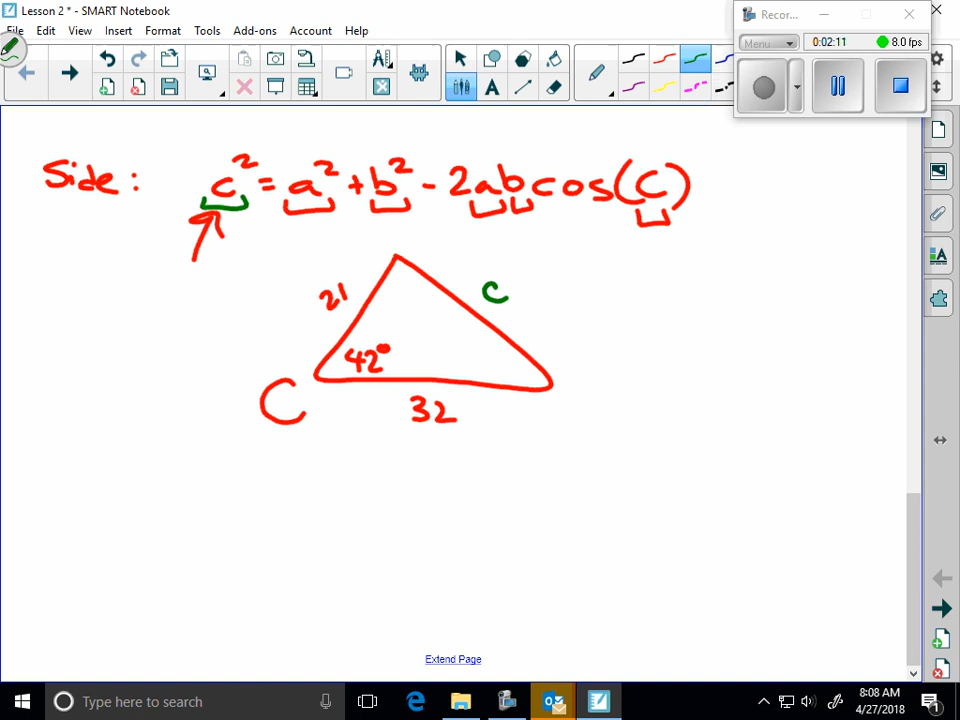 Lesson 2 * - SMART Notebook
Recor...
File Edit View Insert Format Tools Add-ons Account Help
Menu
0:02:11
8.0 fps
A
A
Side : c² = a² + b² - 2abcos(C)
21
c
42°
C
32
Extend Page
Type here to search
8:08 AM
4/27/2018
1